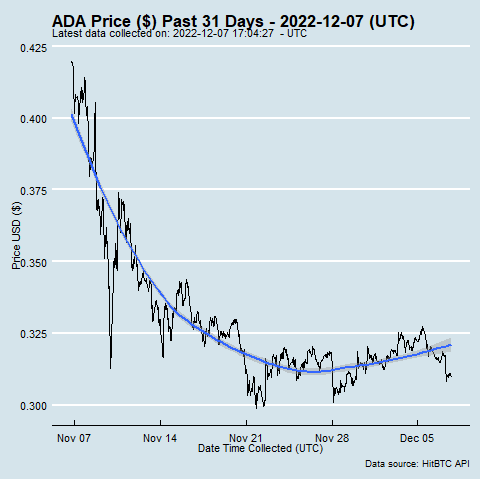 ADA Price ($) Past 31 Days - 2022-12-07 (UTC)
Latest data collected on: 2022-12-07 17:04:27 - UTC
0.425
0.400
0.375
0.350
0.325
0.300
Price USD ($)
Nov 07 Nov 14 Nov 21 Nov 28 Dec 05
Date Time Collected (UTC)
Data source: HitBTC API